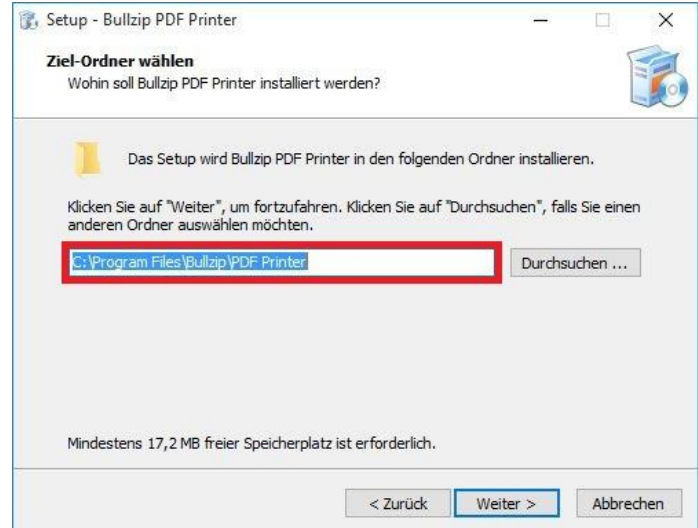 Setup - Bullzip PDF Printer
Ziel-Ordner wählen
Wohin soll Bullzip PDF Printer installiert werden?
Das Setup wird Bullzip PDF Printer in den folgenden Ordner installieren.
Klicken Sie auf "Weiter", um fortzufahren. Klicken Sie auf "Durchsuchen", falls Sie einen
anderen Ordner auswählen möchten.
C:\Program Files\Bullzip\PDF Printer
Durchsuchen ...
Mindestens 17,2 MB freier Speicherplatz ist erforderlich.
< Zurück
Weiter >
Abbrechen